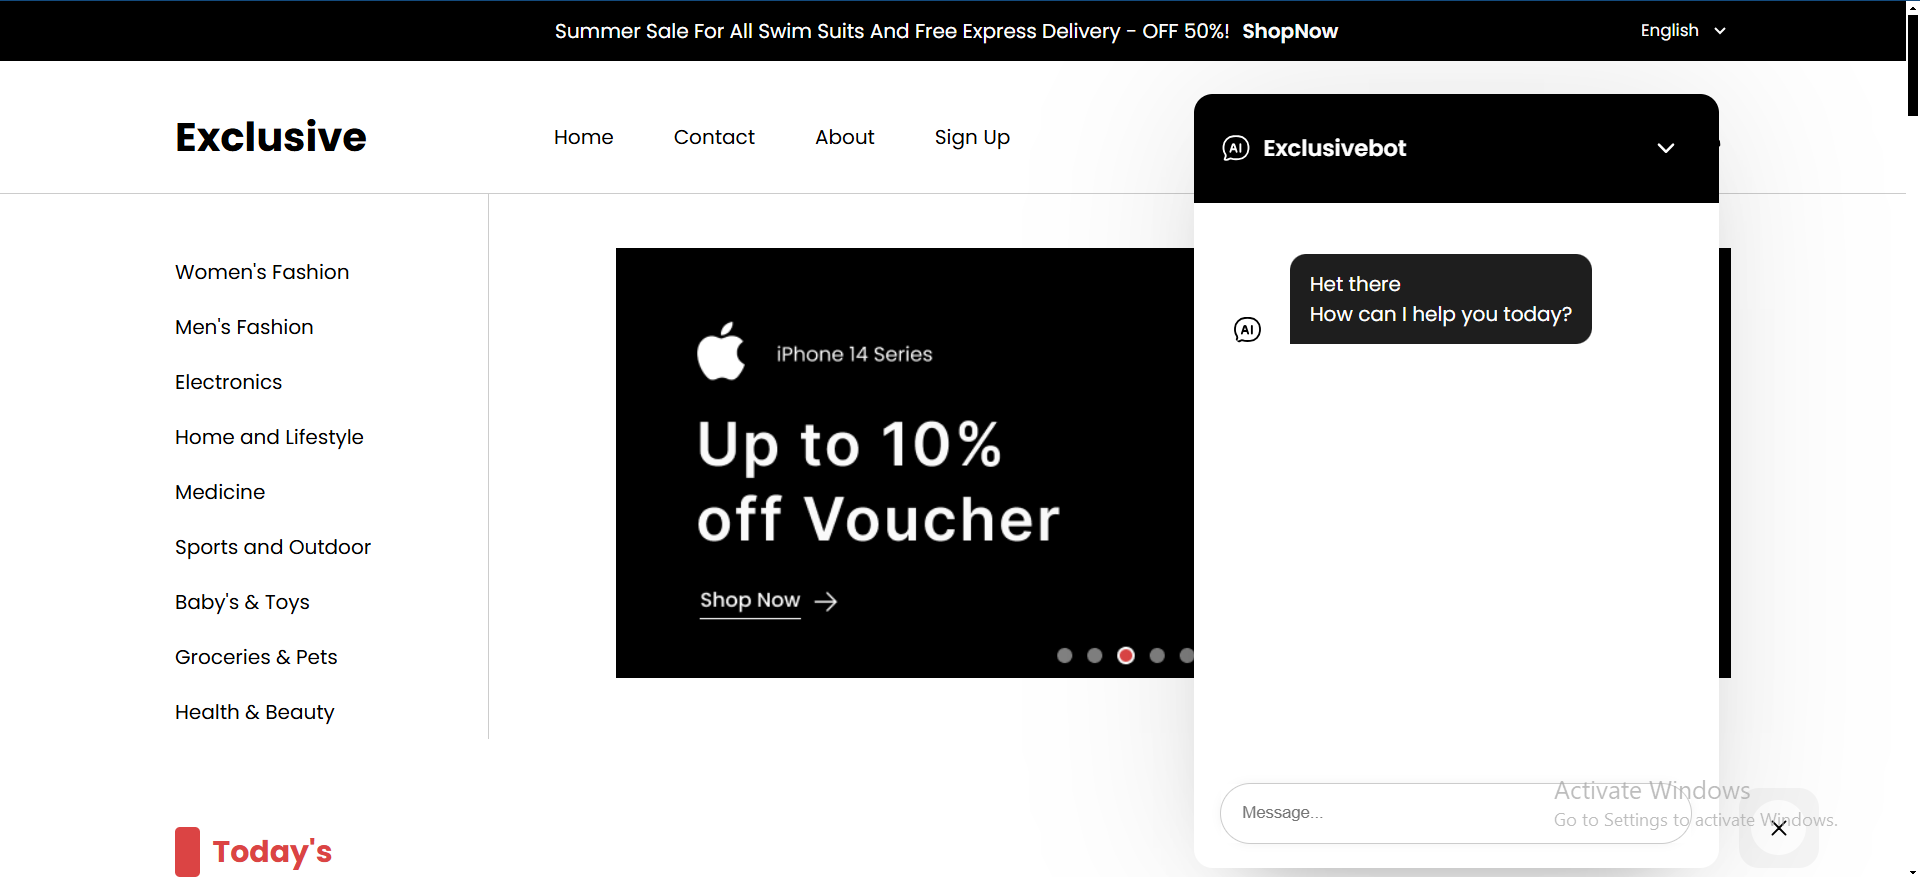 Summer Sale For All Swim Suits And Free Express Delivery - OFF 50%! ShopNow
English
Exclusive
Home
Contact
About
Sign Up
AI Exclusivebot
Women's Fashion
Men's Fashion
Electronics
Home and Lifestyle
Medicine
Sports and Outdoor
Baby's & Toys
Groceries & Pets
Health & Beauty
iPhone 14 Series
Up to 10%
off Voucher
Shop Now
Het there
How can I help you today?
AI
Message...
Activate Windows
Go to Settings to activate Windows.
Today's